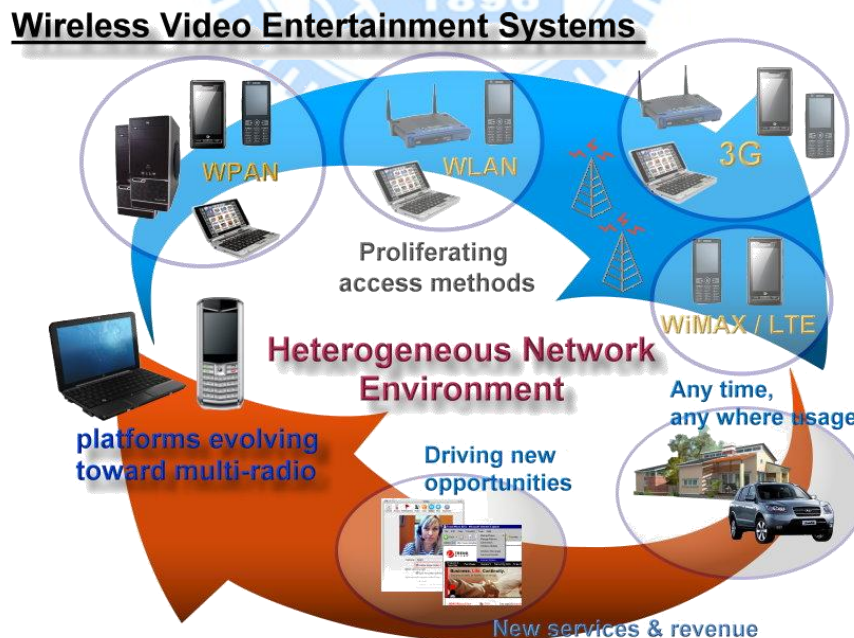 1896
Wireless Video Entertainment Systems
WPAN
WLAN
3G
Proliferating
access methods
WiMAX / LTE
Heterogeneous Network
Environment
Any time,
any where usage
platforms evolving
toward multi-radio
Driving new
opportunities
New services & revenue